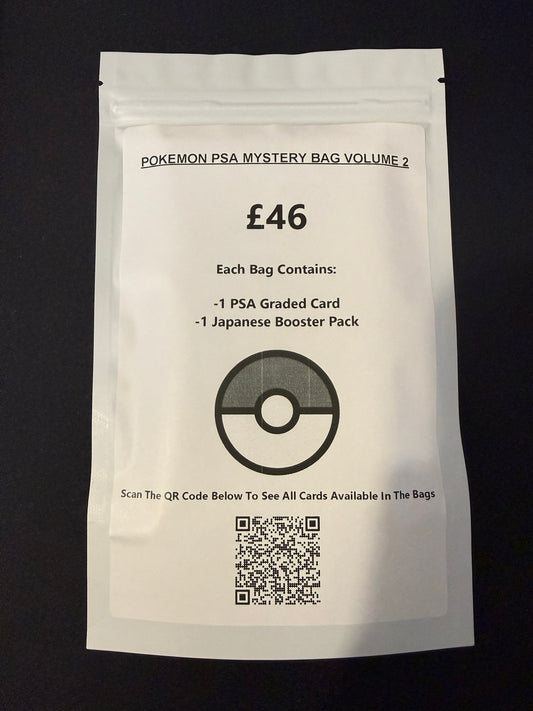 POKEMON PSA MYSTERY BAG VOLUME 2
£46
Each Bag Contains:
-1 PSA Graded Card
-1 Japanese Booster Pack
Scan The QR Code Below To See All Cards Available In The Bags